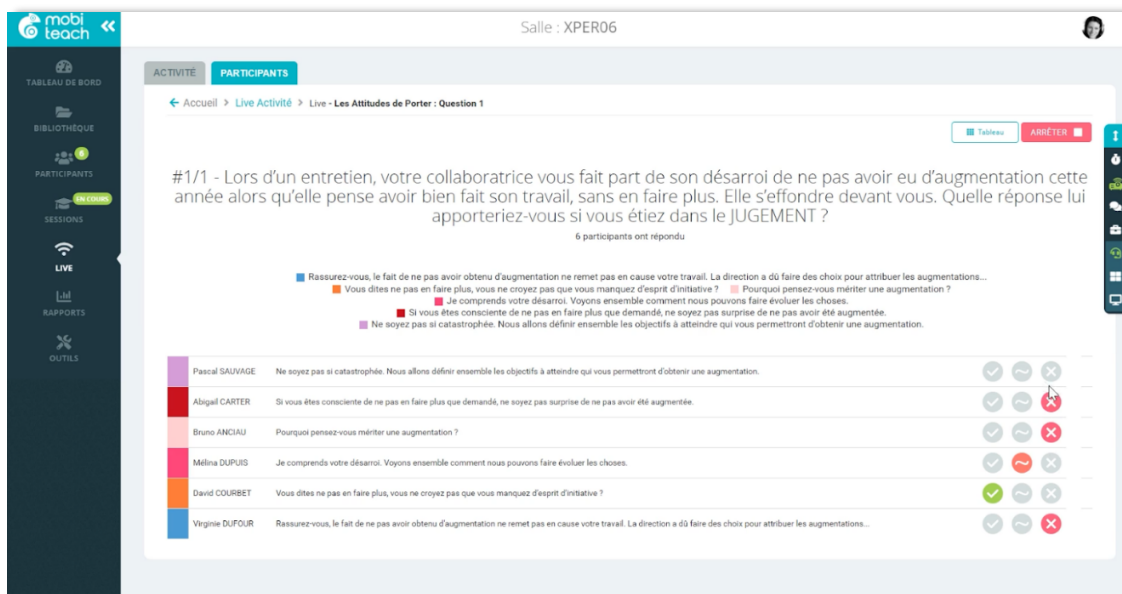 mobi
teach
Salle : XPER06
TABLEAU DE BORD
BIBLIOTHÈQUE
6
PARTICIPANTS
EN COURS
SESSIONS
LIVE
RAPPORTS
OUTILS
ACTIVITÉ
PARTICIPANTS
Accueil > Live Activité > Live - Les Attitudes de Porter : Question 1
Tableau
ARRÊTER
#1/1 - Lors d'un entretien, votre collaboratrice vous fait part de son désarroi de ne pas avoir eu d'augmentation cette
année alors qu'elle pense avoir bien fait son travail, sans en faire plus. Elle s'effondre devant vous. Quelle réponse lui
apporteriez-vous si vous étiez dans le JUGEMENT ?
6 participants ont répondu
Rassurez-vous, le fait de ne pas avoir obtenu d'augmentation ne remet pas en cause votre travail. La direction a dû faire des choix pour attribuer les augmentations...
Vous dites ne pas en faire plus, vous ne croyez pas que vous manquez d'esprit d'initiative ? Pourquoi pensez-vous mériter une augmentation ?
Je comprends votre désarroi. Voyons ensemble comment nous pouvons faire évoluer les choses.
Si vous êtes consciente de ne pas en faire plus que demandé, ne soyez pas surprise de ne pas avoir été augmentée.
Ne soyez pas si catastrophée. Nous allons définir ensemble les objectifs à atteindre qui vous permettront d'obtenir une augmentation.
Pascal SAUVAGE Ne soyez pas si catastrophée. Nous allons définir ensemble les objectifs à atteindre qui vous permettront d'obtenir une augmentation.
Abigail CARTER Si vous êtes consciente de ne pas en faire plus que demandé, ne soyez pas surprise de ne pas avoir été augmentée.
Bruno ANCIAU Pourquoi pensez-vous mériter une augmentation ?
Mélina DUPUIS Je comprends votre désarroi. Voyons ensemble comment nous pouvons faire évoluer les choses.
David COURBET Vous dites ne pas en faire plus, vous ne croyez pas que vous manquez d'esprit d'initiative ?
Virginie DUFOUR Rassurez-vous, le fait de ne pas avoir obtenu d'augmentation ne remet pas en cause votre travail. La direction a dû faire des choix pour attribuer les augmentations...